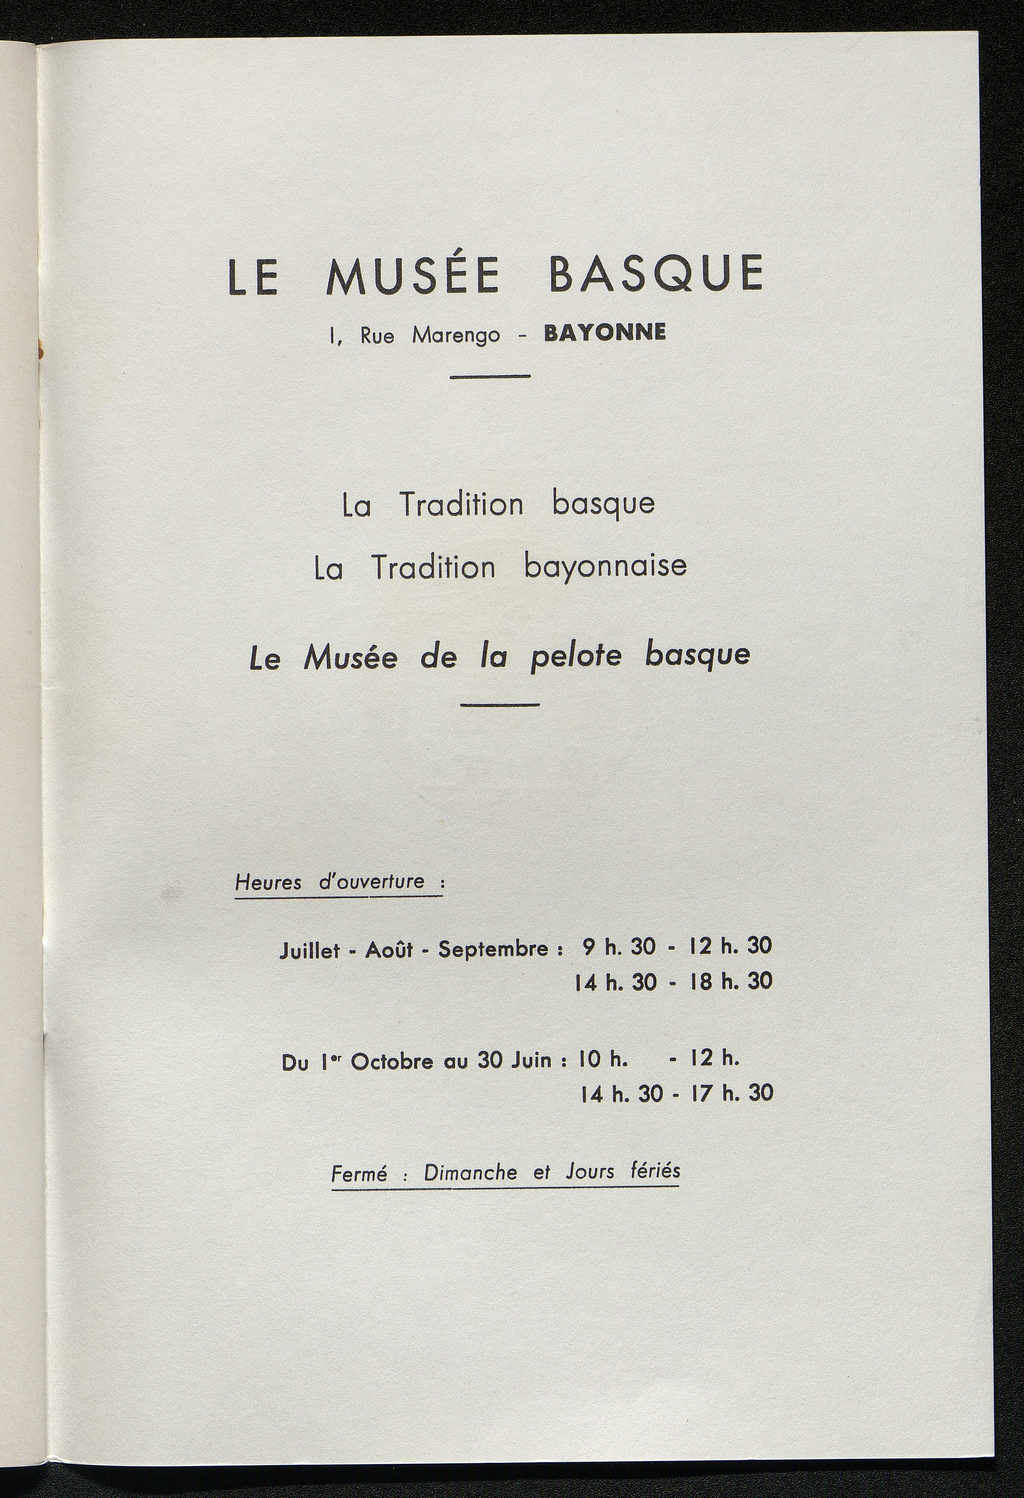 LE MUSÉE BASQUE
1, Rue Marengo - BAYONNE
La Tradition basque
La Tradition bayonnaise
Le Musée de la pelote basque
Heures d'ouverture :
Juillet - Août - Septembre : 9 h. 30 - 12 h. 30
14 h. 30 - 18 h. 30
Du 1er Octobre au 30 Juin : 10 h. - 12 h.
14 h. 30 - 17 h. 30
Fermé : Dimanche et Jours fériés